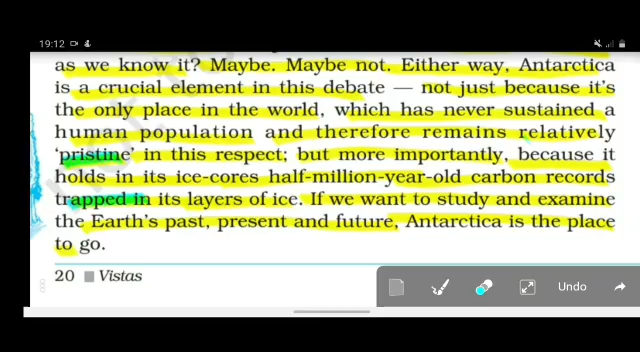 19:12
as we know it? Maybe. Maybe not. Either way, Antarctica
is a crucial element in this debate — not just because it's
the only place in the world, which has never sustained a
human population and therefore remains relatively
'pristine' in this respect; but more importantly, because it
holds in its ice-cores half-million-year-old carbon records
trapped in its layers of ice. If we want to study and examine
the Earth's past, present and future, Antarctica is the place
to go.
20 Vistas
Undo